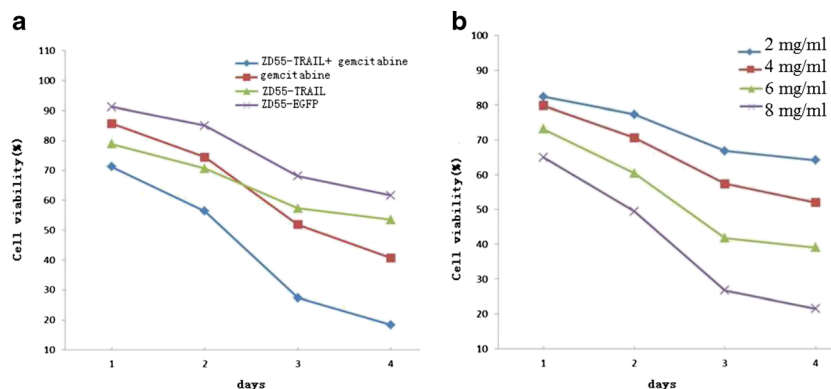 a
110
100
90
80
70
60
50
40
30
20
10
Cell viability(%)
1
2
3
4
days
ZD55-TRAIL+ gemcitabine
gemcitabine
ZD55-TRAIL
ZD55-EGFP
b
100
90
80
70
60
50
40
30
20
10
Cell viability(%)
1
2
3
4
days
2 mg/ml
4 mg/ml
6 mg/ml
8 mg/ml